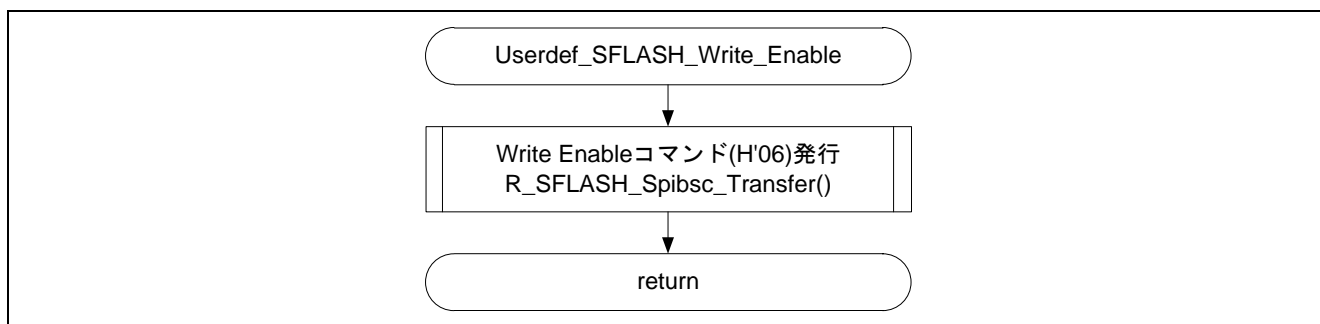 Userdef_SFLASH_Write_Enable
Write Enableコマンド(H'06)発行
R_SFLASH_Spibsc_Transfer()
return